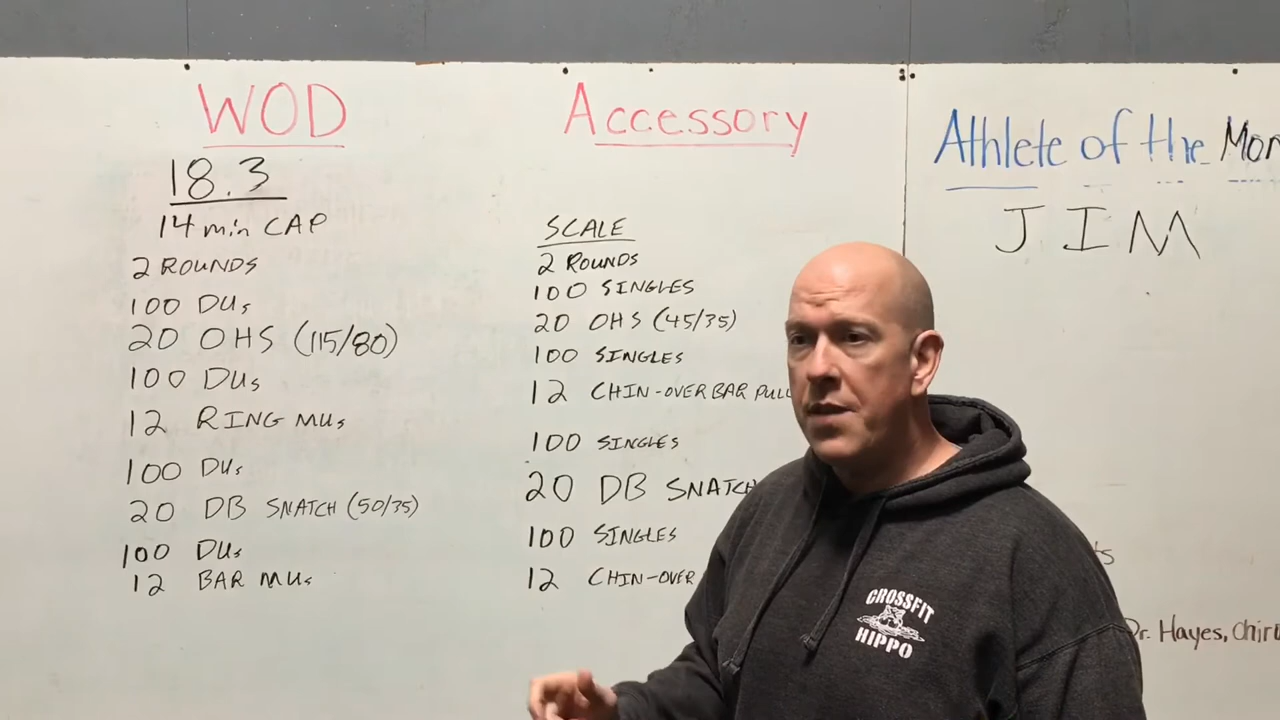 WOD
18.3
14 min CAP
2 ROUNDS
100 DUs
20 OHS (115/80)
100 DUs
12 RING MUs
100 DUs
20 DB SNATCH (50/35)
100 DUs
12 BAR MUs
Accessory
SCALE
2 ROUNDS
100 SINGLES
20 OHS (45/35)
100 SINGLES
12 CHIN-OVER BAR PULL
100 SINGLES
20 DB SNATCH
100 SINGLES
12 CHIN-OVER
Athlete of the Mon
JIM
Dr. Hayes, Chiro
CROSSFIT
HIPPO